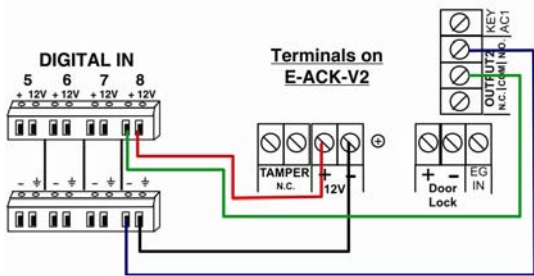 DIGITAL IN
5 6 7 8
+ 12V + 12V + 12V + 12V
− ⏚ − ⏚ − ⏚ − ⏚
Terminals on
E-ACK-V2
TAMPER
N.C.
+ −
12V
+ −
Door
Lock
EG
IN
KEY
AC1
OUTPUT2
N.C. COM N.O.